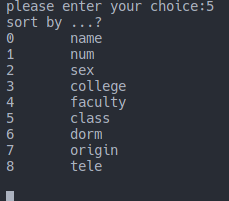 please enter your choice:5
sort by ...?
0 name
1 num
2 sex
3 college
4 faculty
5 class
6 dorm
7 origin
8 tele